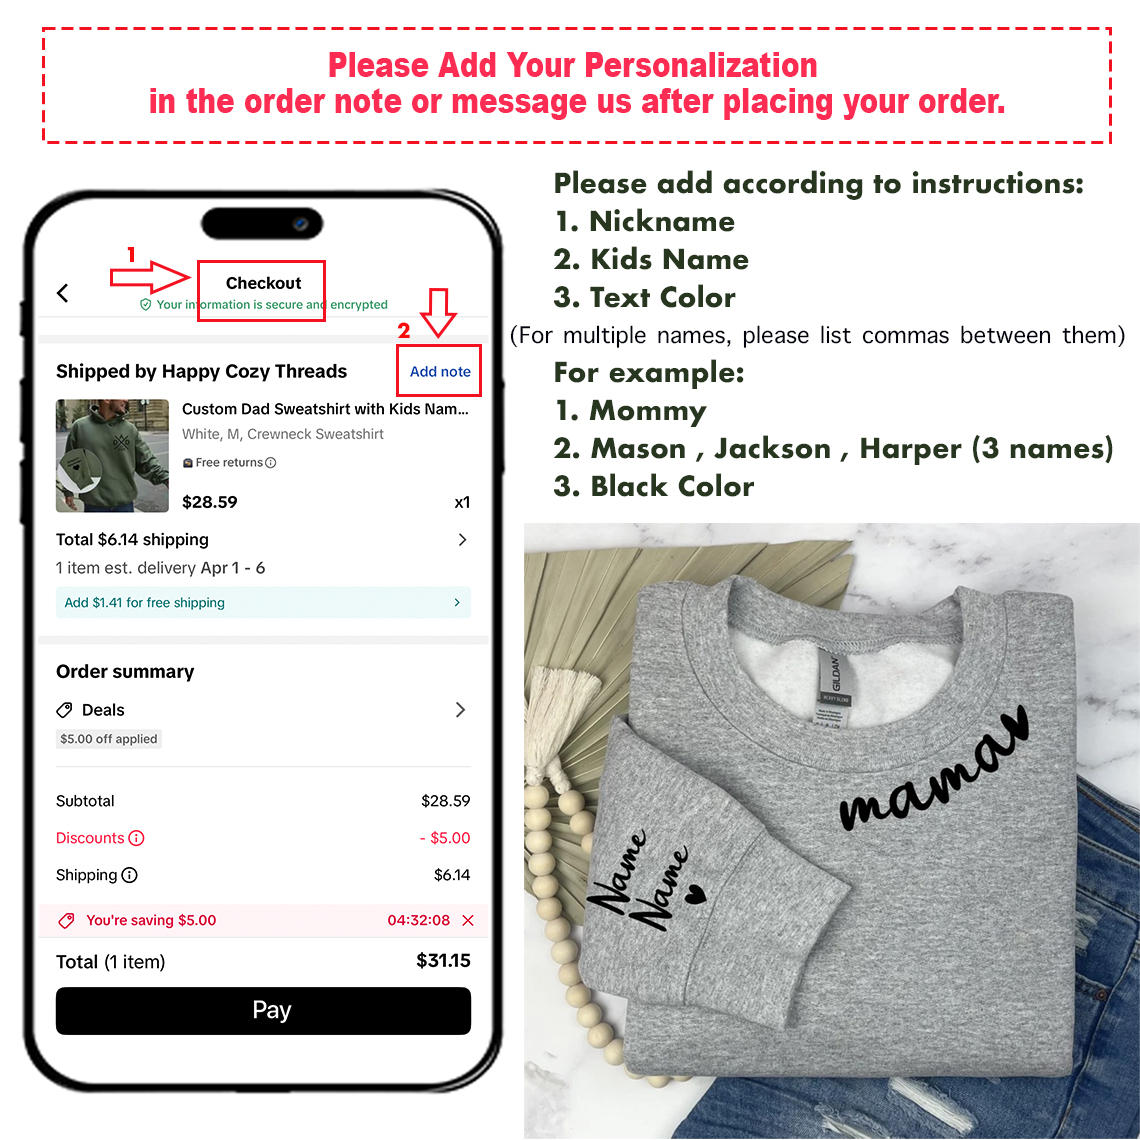 Please Add Your Personalization
in the order note or message us after placing your order.
1
Checkout
Your information is secure and encrypted
2
Shipped by Happy Cozy Threads
Add note
Custom Dad Sweatshirt with Kids Nam...
White, M, Crewneck Sweatshirt
Free returns
$28.59
x1
Total $6.14 shipping
1 item est. delivery Apr 1 - 6
Add $1.41 for free shipping
Order summary
Deals
$5.00 off applied
Subtotal
$28.59
Discounts
- $5.00
Shipping
$6.14
You're saving $5.00
04:32:08
Total (1 item)
$31.15
Pay
Please add according to instructions:
1. Nickname
2. Kids Name
3. Text Color
(For multiple names, please list commas between them)
For example:
1. Mommy
2. Mason , Jackson , Harper (3 names)
3. Black Color
GILDAN
HEAVY BLEND
mama
Name
Name